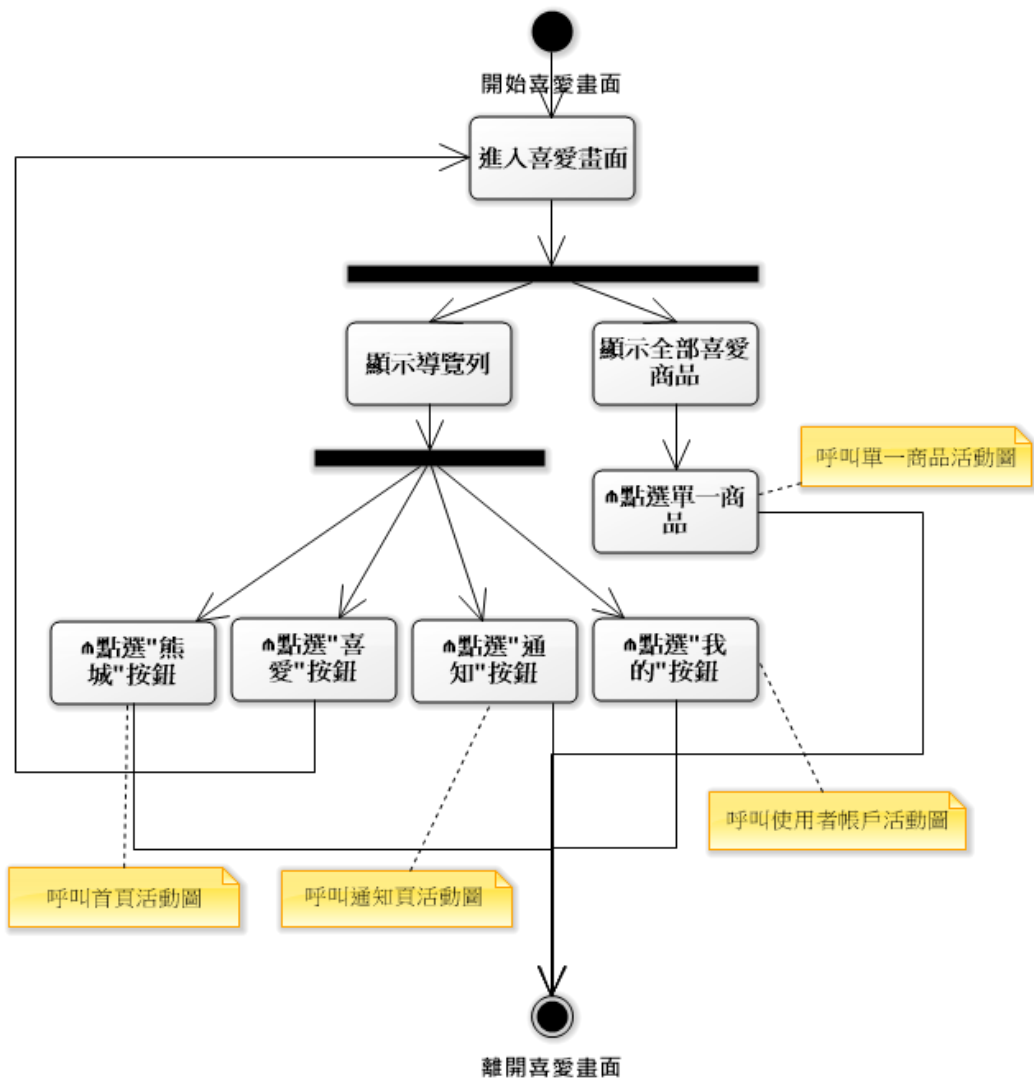 開始喜愛畫面
進入喜愛畫面
顯示導覽列
顯示全部喜愛
商品
呼叫單一商品活動圖
點選單一商
品
點選"熊
城"按鈕
點選"喜
愛"按鈕
點選"通
知"按鈕
點選"我
的"按鈕
呼叫使用者帳戶活動圖
呼叫首頁活動圖
呼叫通知頁活動圖
離開喜愛畫面